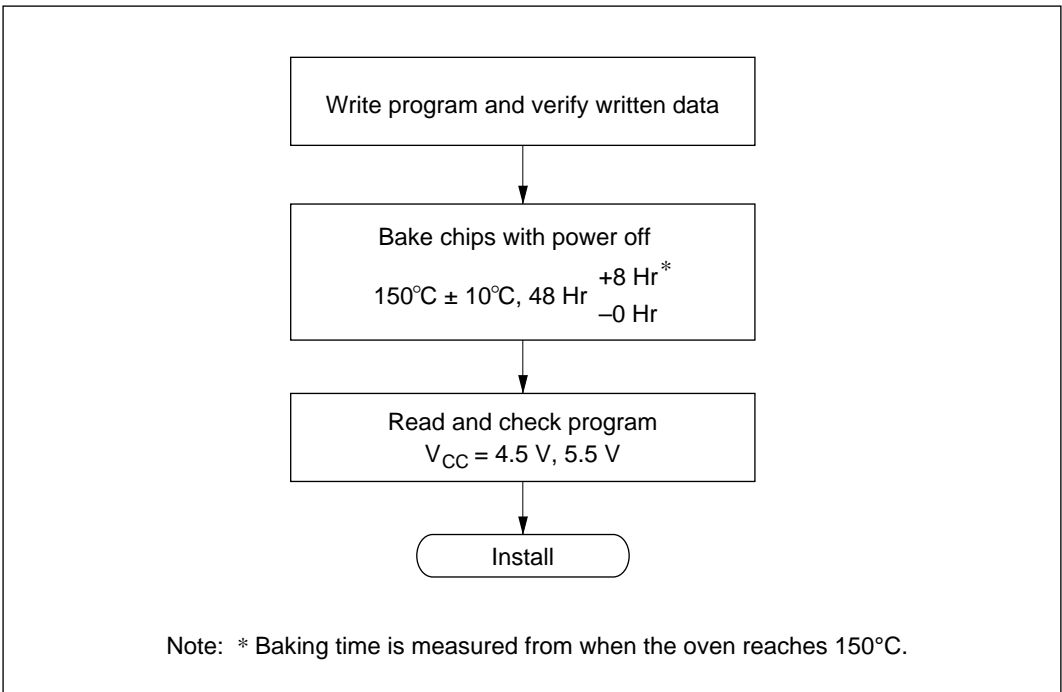 Write program and verify written data
Bake chips with power off
150°C ± 10°C, 48 Hr +8 Hr*
–0 Hr
Read and check program
VCC = 4.5 V, 5.5 V
Install
Note: * Baking time is measured from when the oven reaches 150°C.